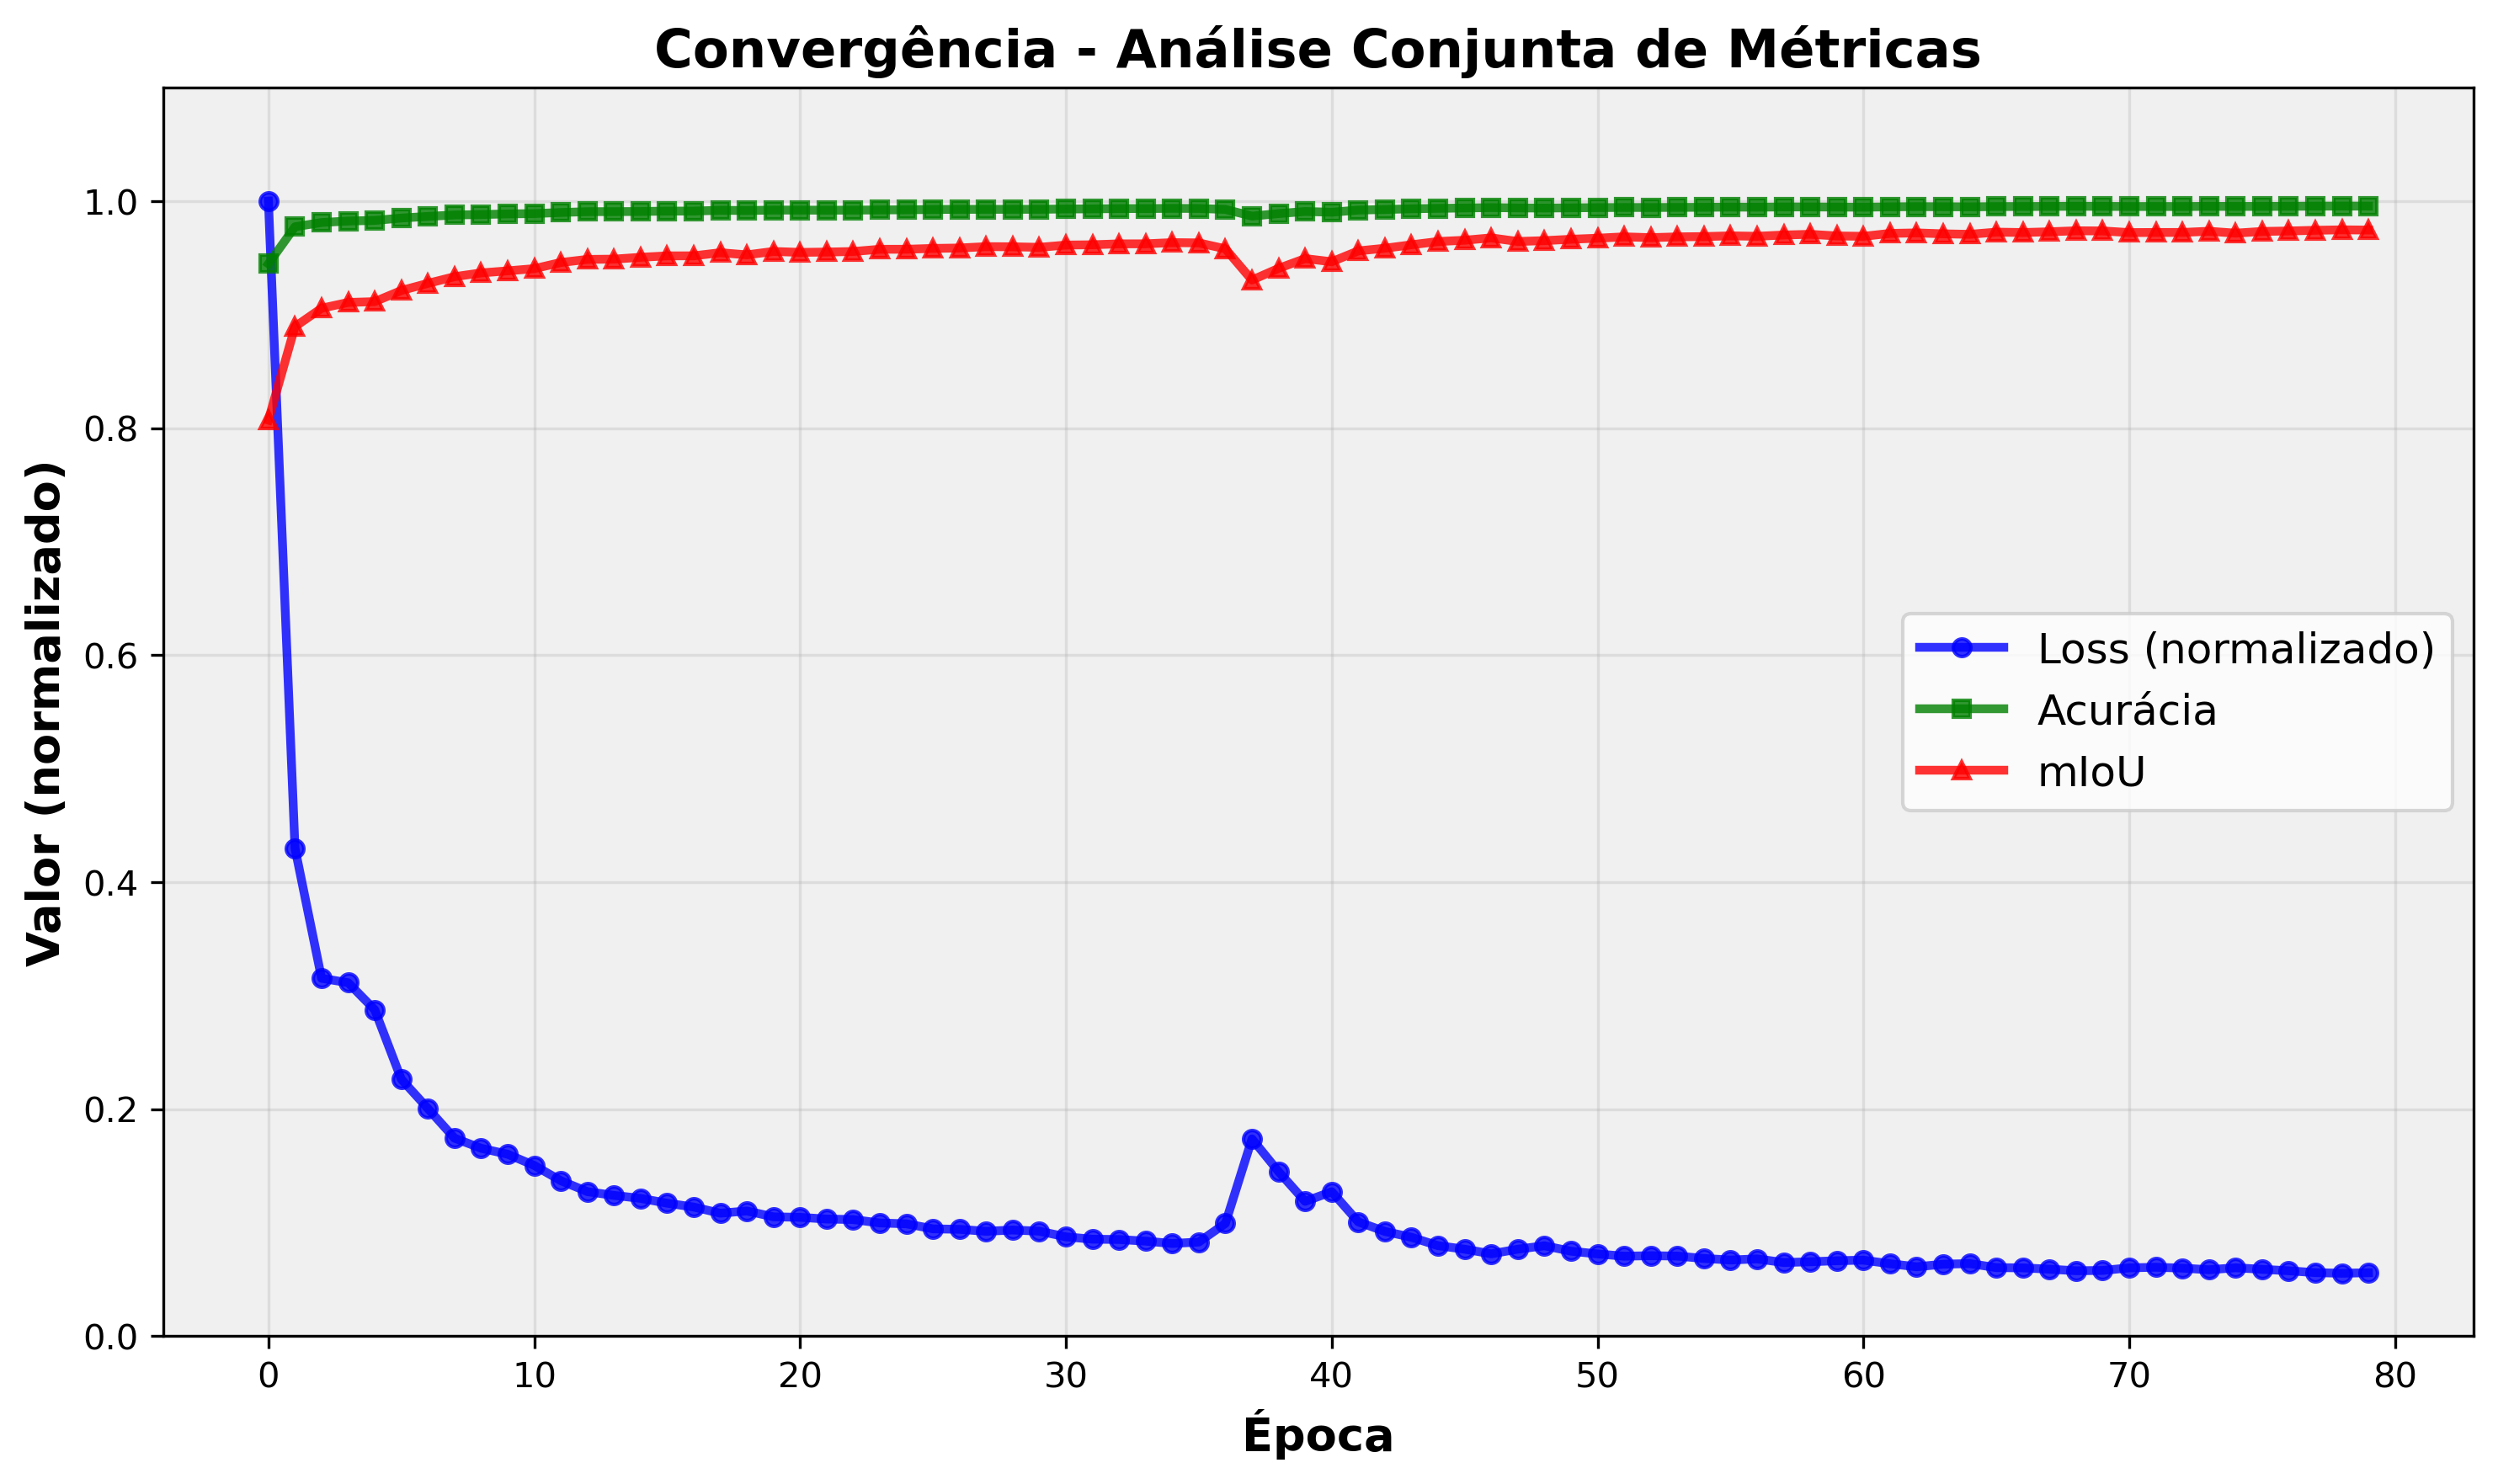 Convergência - Análise Conjunta de Métricas
Valor (normalizado)
1.0
0.8
0.6
0.4
0.2
0.0
Loss (normalizado)
Acurácia
mIoU
0 10 20 30 40 50 60 70 80
Época